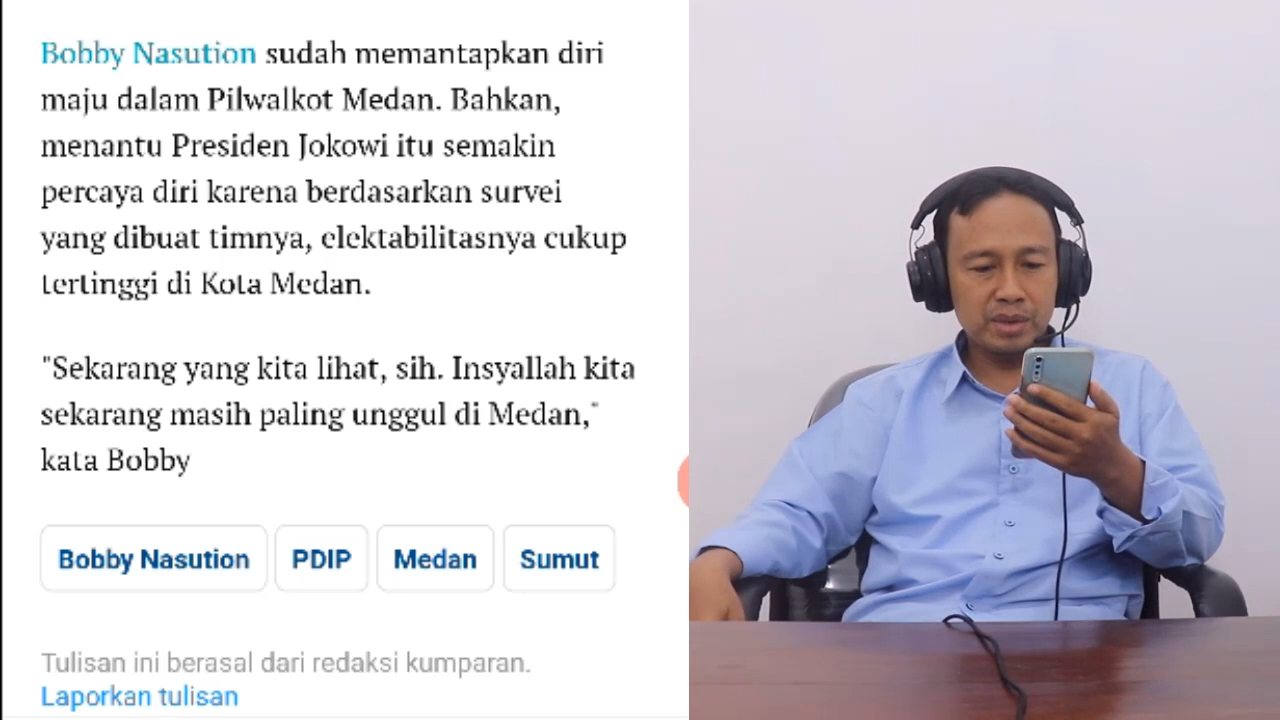 Bobby Nasution sudah memantapkan diri
maju dalam Pilwalkot Medan. Bahkan,
menantu Presiden Jokowi itu semakin
percaya diri karena berdasarkan survei
yang dibuat timnya, elektabilitasnya cukup
tertinggi di Kota Medan.
"Sekarang yang kita lihat, sih. Insyallah kita
sekarang masih paling unggul di Medan,"
kata Bobby
Bobby Nasution PDIP Medan Sumut
Tulisan ini berasal dari redaksi kumparan.
Laporkan tulisan